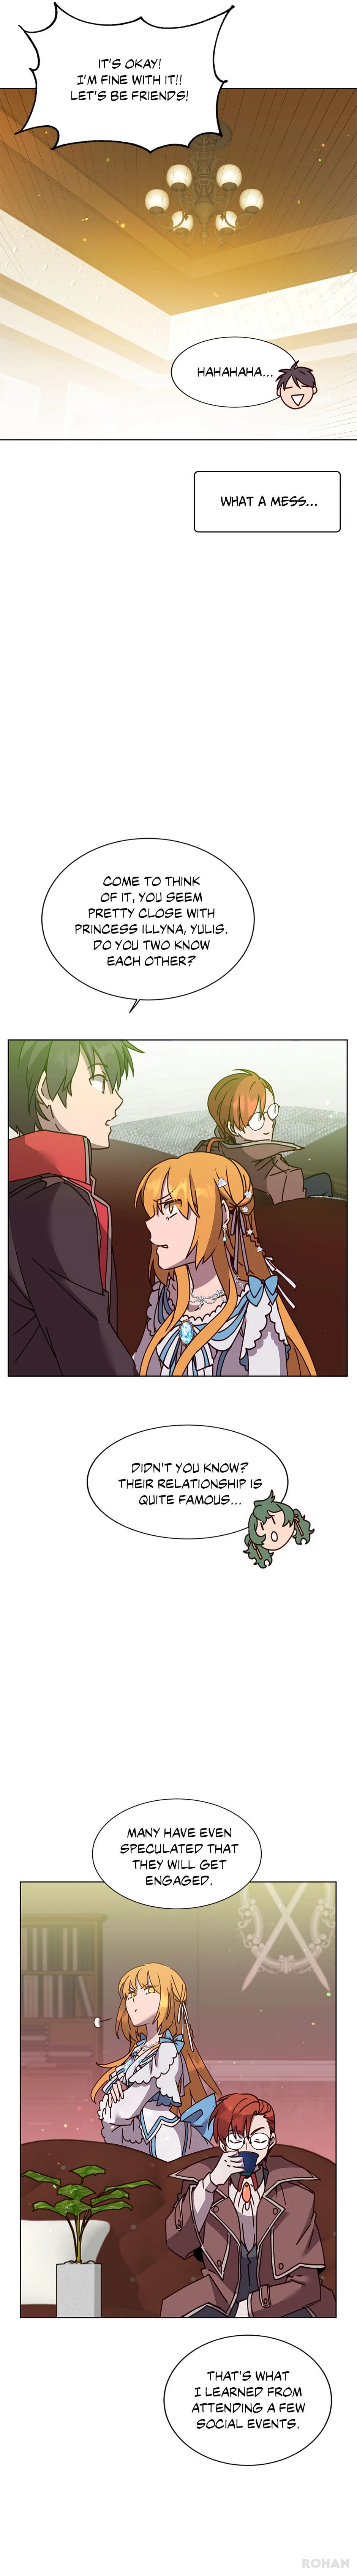 IT'S OKAY!
I'M FINE WITH IT!!
LET'S BE FRIENDS!
HAHAHAHA...
WHAT A MESS...
COME TO THINK
OF IT, YOU SEEM
PRETTY CLOSE WITH
PRINCESS ILLYNA, YULIS.
DO YOU TWO KNOW
EACH OTHER?
DIDN'T YOU KNOW?
THEIR RELATIONSHIP IS
QUITE FAMOUS...
MANY HAVE EVEN
SPECULATED THAT
THEY WILL GET
ENGAGED.
THAT'S WHAT
I LEARNED FROM
ATTENDING A FEW
SOCIAL EVENTS.
ROHAN